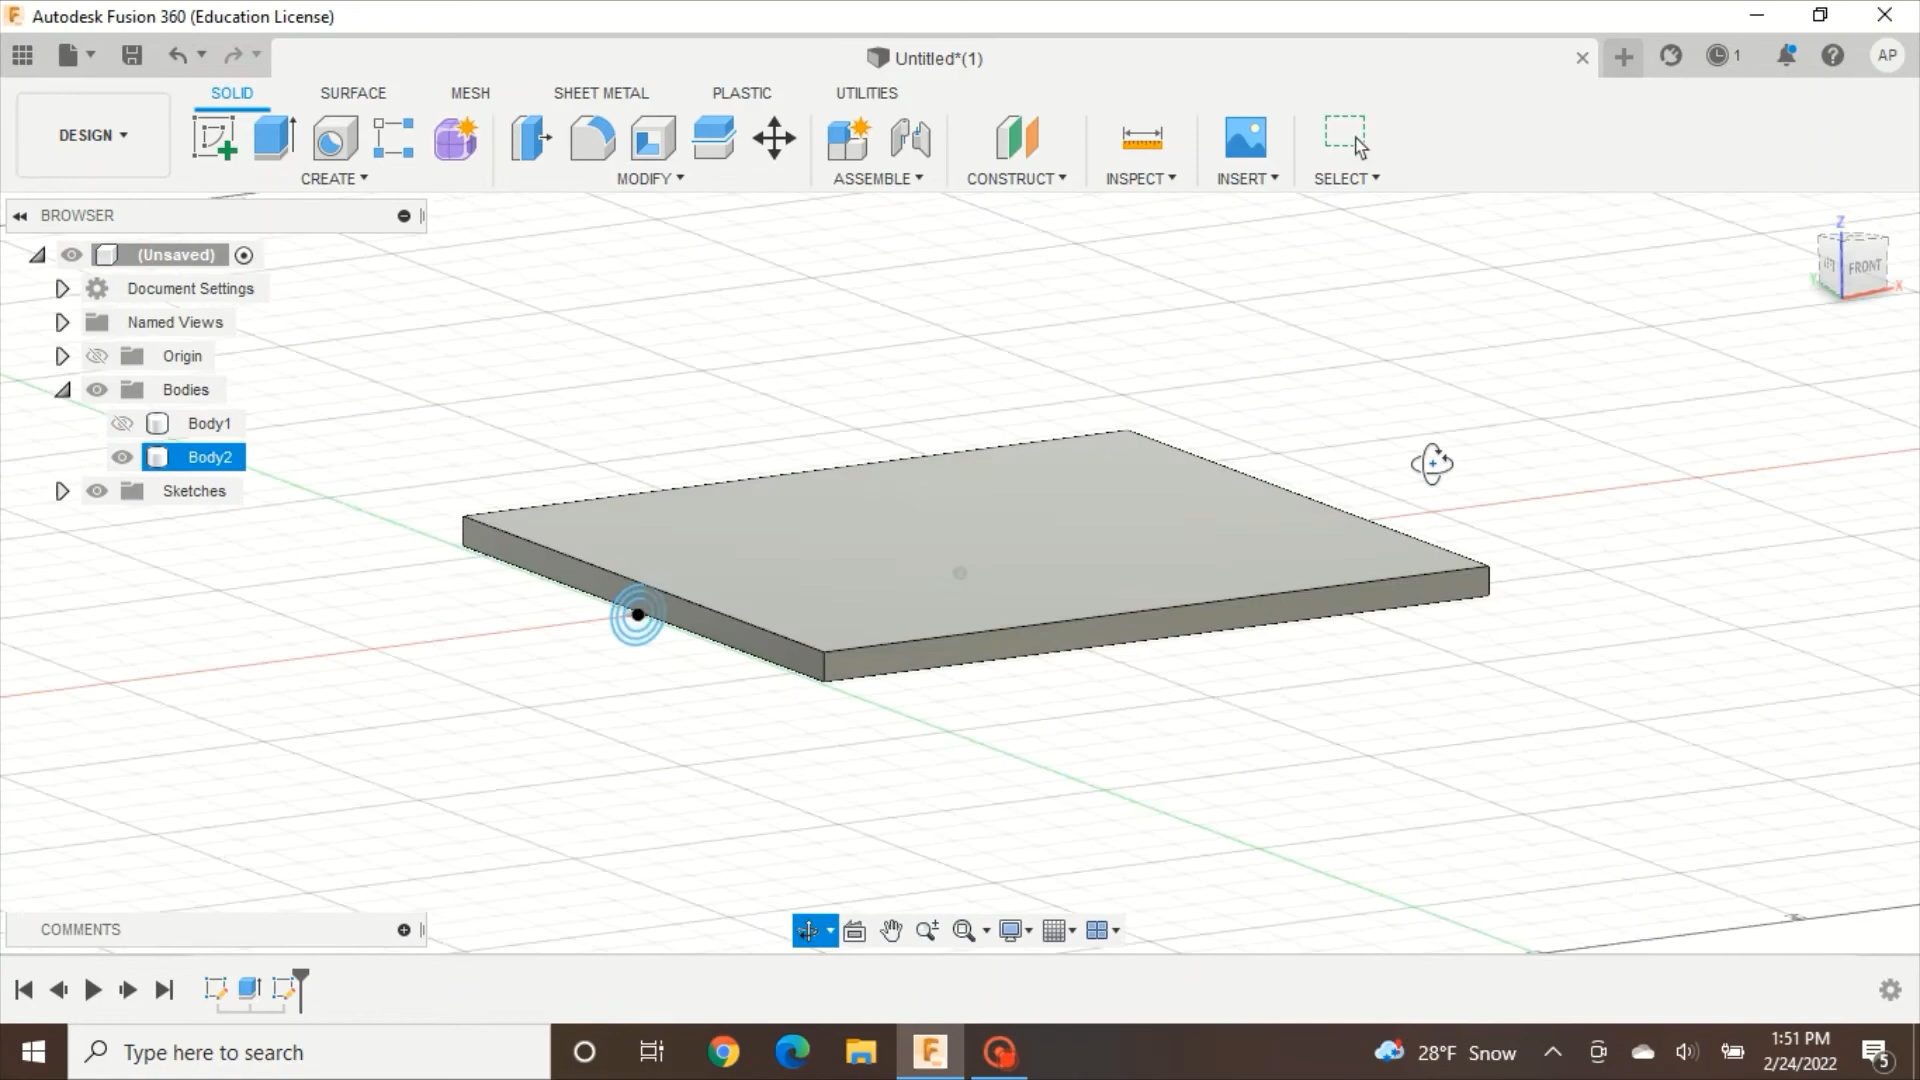 Autodesk Fusion 360 (Education License)
Untitled*(1)
1
AP
DESIGN
SOLID
SURFACE
MESH
SHEET METAL
PLASTIC
UTILITIES
CREATE
MODIFY
ASSEMBLE
CONSTRUCT
INSPECT
INSERT
SELECT
BROWSER
(Unsaved)
Document Settings
Named Views
Origin
Bodies
Body1
Body2
Sketches
Z
FRONT
X
COMMENTS
Type here to search
28°F Snow
1:51 PM
2/24/2022
5